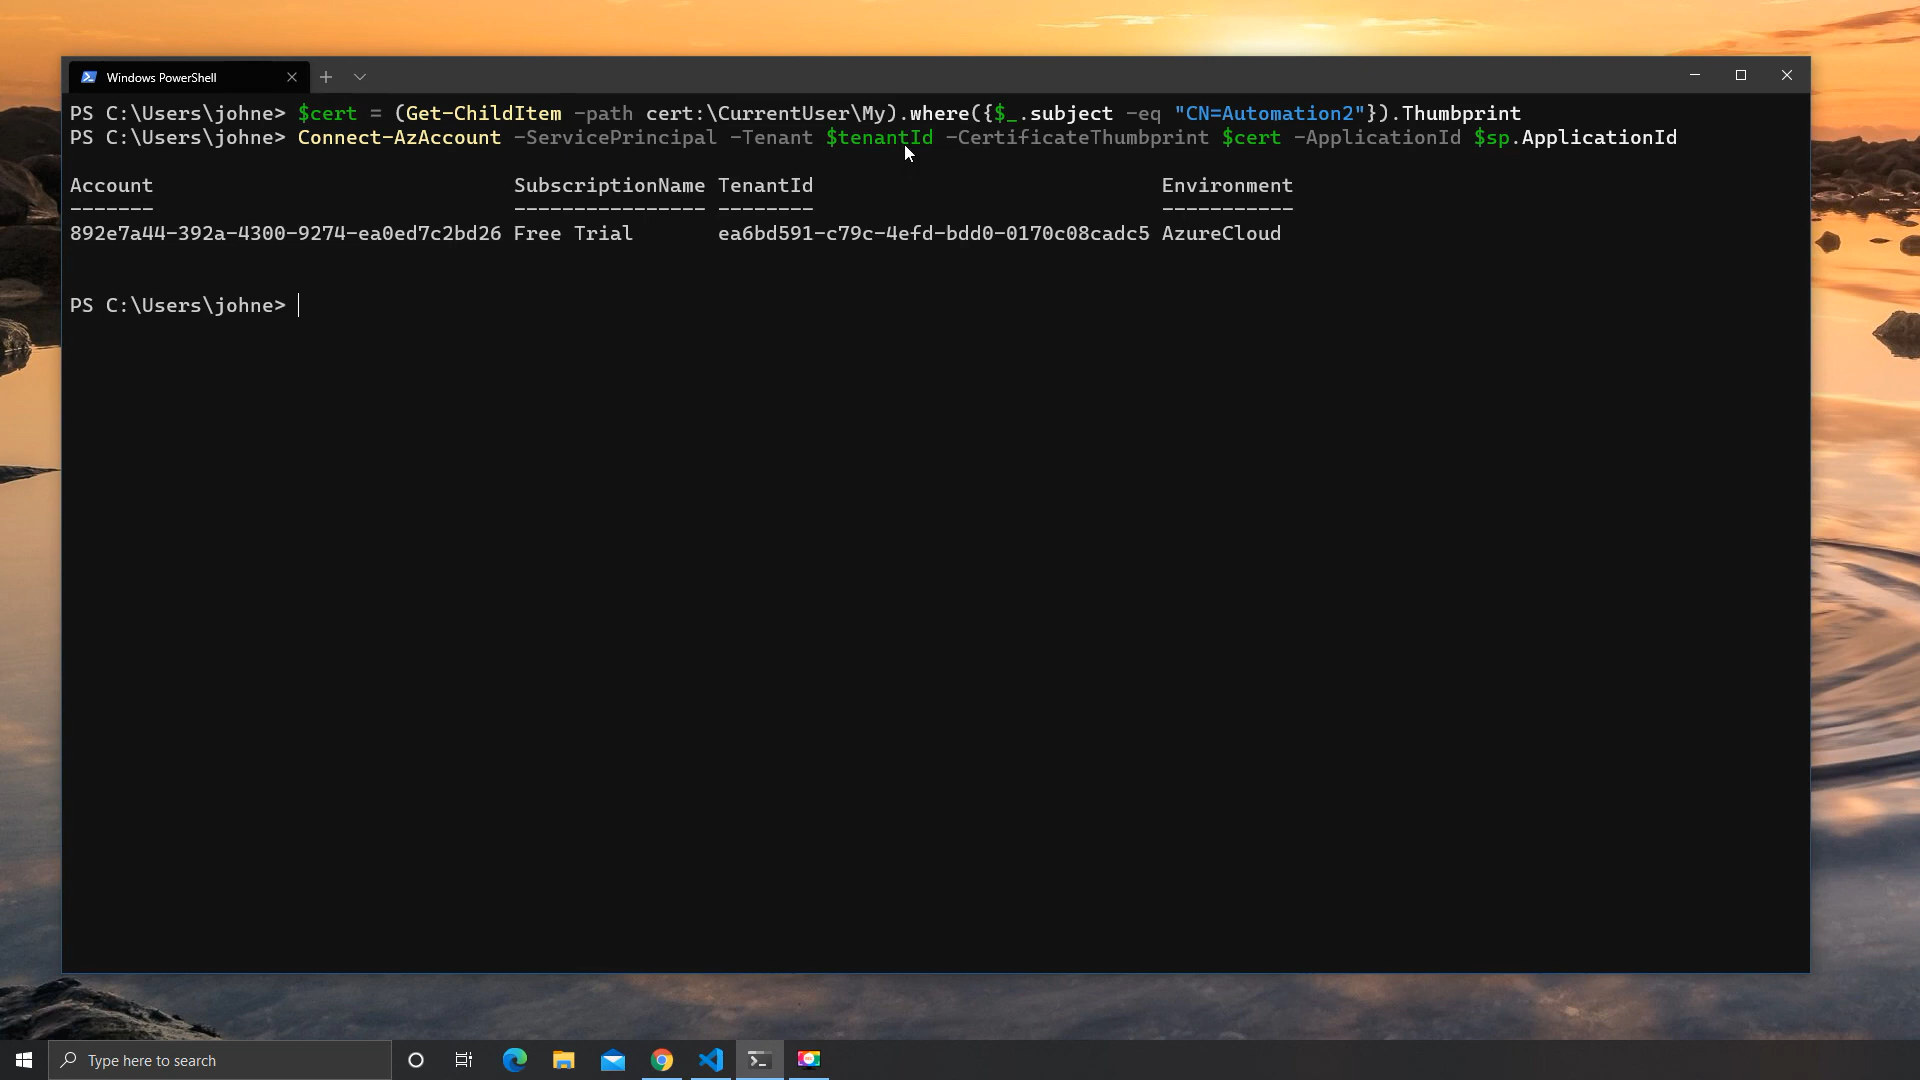 Windows PowerShell
PS C:\Users\johne> $cert = (Get-ChildItem -path cert:\CurrentUser\My).where({$_.subject -eq "CN=Automation2"}).Thumbprint
PS C:\Users\johne> Connect-AzAccount -ServicePrincipal -Tenant $tenantId -CertificateThumbprint $cert -ApplicationId $sp.ApplicationId
Account SubscriptionName TenantId Environment
------- ---------------- -------- -----------
892e7a44-392a-4300-9274-ea0ed7c2bd26 Free Trial ea6bd591-c79c-4efd-bdd0-0170c08cadc5 AzureCloud
PS C:\Users\johne>
Type here to search